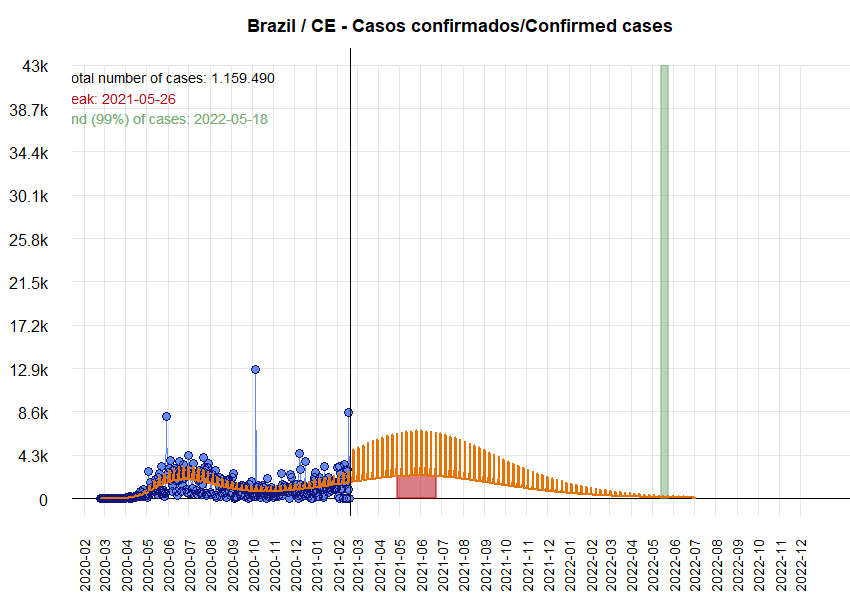 Brazil / CE - Casos confirmados/Confirmed cases
43k
otal number of cases: 1.159.490
eak: 2021-05-26
38.7k
nd (99%) of cases: 2022-05-18
34.4k
30.1k
25.8k
21.5k
17.2k
12.9k
8.6k
4.3k
0
2020-02
2020-03
2020-04
2020-05
2020-06
2020-07
2020-08
2020-09
2020-10
2020-11
2020-12
2021-01
2021-02
2021-03
2021-04
2021-05
2021-06
2021-07
2021-08
2021-09
2021-10
2021-11
2021-12
2022-01
2022-02
2022-03
2022-04
2022-05
2022-06
2022-07
2022-08
2022-09
2022-10
2022-11
2022-12